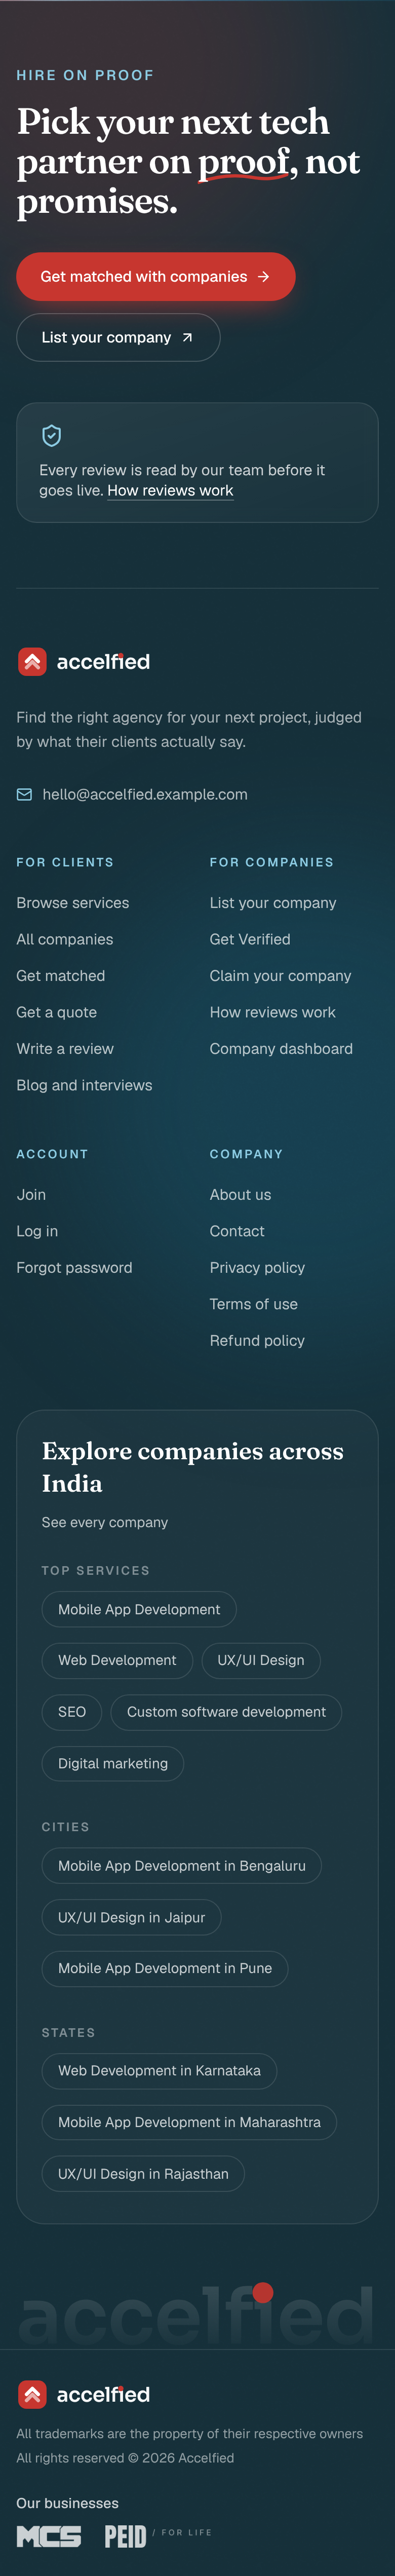 HIRE ON PROOF
Pick your next tech
partner on proof, not
promises.
Get matched with companies
List your company
Every review is read by our team before it
goes live. How reviews work
accelfied
Find the right agency for your next project, judged
by what their clients actually say.
hello@accelfied.example.com
FOR CLIENTS
Browse services
All companies
Get matched
Get a quote
Write a review
Blog and interviews
FOR COMPANIES
List your company
Get Verified
Claim your company
How reviews work
Company dashboard
ACCOUNT
Join
Log in
Forgot password
COMPANY
About us
Contact
Privacy policy
Terms of use
Refund policy
Explore companies across
India
See every company
TOP SERVICES
Mobile App Development
Web Development
UX/UI Design
SEO
Custom software development
Digital marketing
CITIES
Mobile App Development in Bengaluru
UX/UI Design in Jaipur
Mobile App Development in Pune
STATES
Web Development in Karnataka
Mobile App Development in Maharashtra
UX/UI Design in Rajasthan
accelfied
accelfied
All trademarks are the property of their respective owners
All rights reserved © 2026 Accelfied
Our businesses
MCS
PEID / FOR LIFE